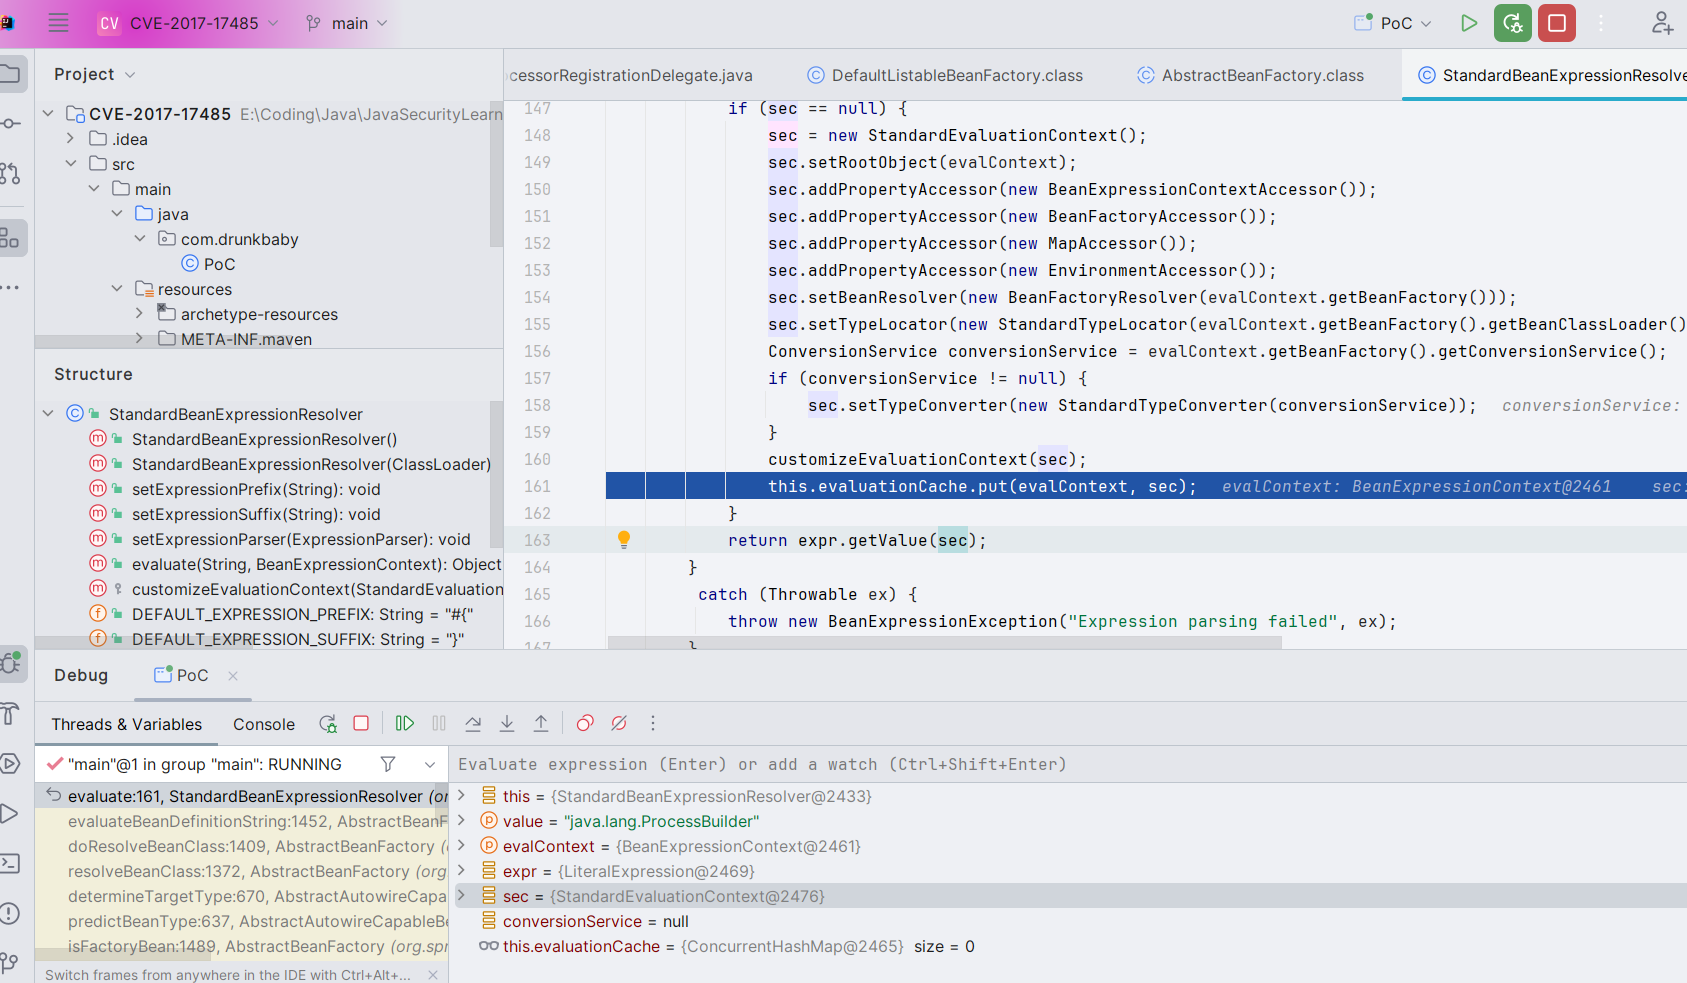 CV CVE-2017-17485 main PoC
Project
CVE-2017-17485 E:\Coding\Java\JavaSecurityLearn
.idea
src
main
java
com.drunkbaby
PoC
resources
archetype-resources
META-INF.maven
Structure
StandardBeanExpressionResolver
StandardBeanExpressionResolver()
StandardBeanExpressionResolver(ClassLoader)
setExpressionPrefix(String): void
setExpressionSuffix(String): void
setExpressionParser(ExpressionParser): void
evaluate(String, BeanExpressionContext): Object
customizeEvaluationContext(StandardEvaluation
DEFAULT_EXPRESSION_PREFIX: String = "#{"
DEFAULT_EXPRESSION_SUFFIX: String = "}"
cessorRegistrationDelegate.java DefaultListableBeanFactory.class AbstractBeanFactory.class StandardBeanExpressionResolve
147 if (sec == null) {
148 sec = new StandardEvaluationContext();
149 sec.setRootObject(evalContext);
150 sec.addPropertyAccessor(new BeanExpressionContextAccessor());
151 sec.addPropertyAccessor(new BeanFactoryAccessor());
152 sec.addPropertyAccessor(new MapAccessor());
153 sec.addPropertyAccessor(new EnvironmentAccessor());
154 sec.setBeanResolver(new BeanFactoryResolver(evalContext.getBeanFactory()));
155 sec.setTypeLocator(new StandardTypeLocator(evalContext.getBeanFactory().getBeanClassLoader()
156 ConversionService conversionService = evalContext.getBeanFactory().getConversionService();
157 if (conversionService != null) {
158 sec.setTypeConverter(new StandardTypeConverter(conversionService)); conversionService:
159 }
160 customizeEvaluationContext(sec);
161 this.evaluationCache.put(evalContext, sec); evalContext: BeanExpressionContext@2461 sec:
162 }
163 return expr.getValue(sec);
164 }
165 catch (Throwable ex) {
166 throw new BeanExpressionException("Expression parsing failed", ex);
167 }
Debug PoC
Threads & Variables Console
"main"@1 in group "main": RUNNING
evaluate:161, StandardBeanExpressionResolver (or
evaluateBeanDefinitionString:1452, AbstractBeanF
doResolveBeanClass:1409, AbstractBeanFactory (
resolveBeanClass:1372, AbstractBeanFactory (org
determineTargetType:670, AbstractAutowireCapa
predictBeanType:637, AbstractAutowireCapableBe
isFactoryBean:1489, AbstractBeanFactory (org.spr
Switch frames from anywhere in the IDE with Ctrl+Alt+...
Evaluate expression (Enter) or add a watch (Ctrl+Shift+Enter)
this = {StandardBeanExpressionResolver@2433}
value = "java.lang.ProcessBuilder"
evalContext = {BeanExpressionContext@2461}
expr = {LiteralExpression@2469}
sec = {StandardEvaluationContext@2476}
conversionService = null
this.evaluationCache = {ConcurrentHashMap@2465} size = 0